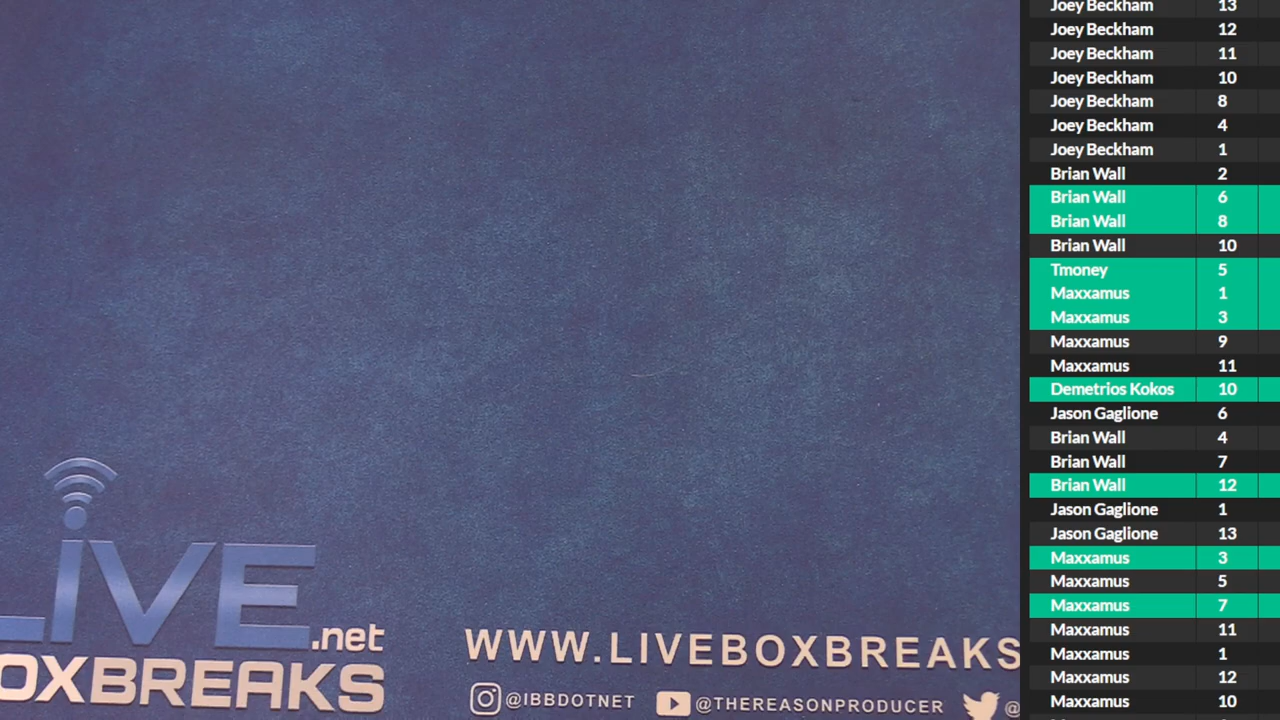 LiVE
.net
OXBREAKS
WWW.LIVEBOXBREAKS
@IBBDOTNET
@THEREASONPRODUCER
@
Joey Beckham 13
Joey Beckham 12
Joey Beckham 11
Joey Beckham 10
Joey Beckham 8
Joey Beckham 4
Joey Beckham 1
Brian Wall 2
Brian Wall 6
Brian Wall 8
Brian Wall 10
Tmoney 5
Maxxamus 1
Maxxamus 3
Maxxamus 9
Maxxamus 11
Demetrios Kokos 10
Jason Gaglione 6
Brian Wall 4
Brian Wall 7
Brian Wall 12
Jason Gaglione 1
Jason Gaglione 13
Maxxamus 3
Maxxamus 5
Maxxamus 7
Maxxamus 11
Maxxamus 1
Maxxamus 12
Maxxamus 10